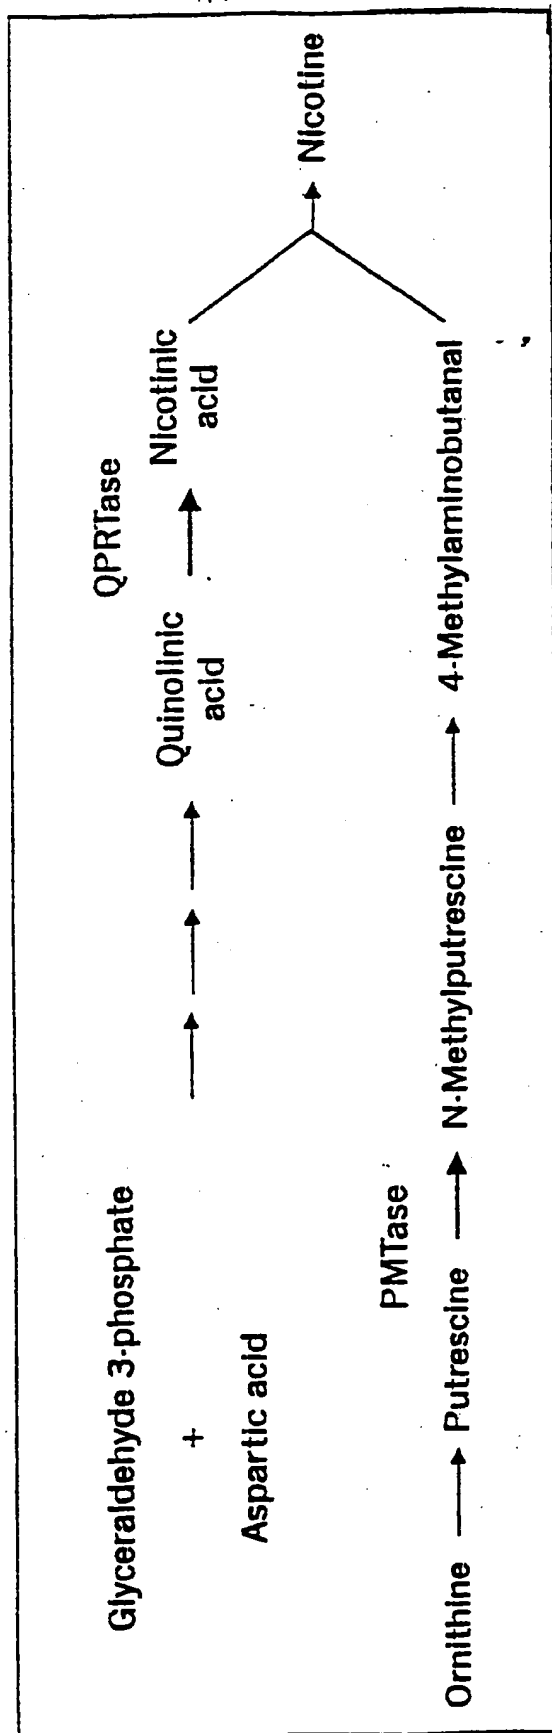 Glyceraldehyde 3-phosphate
+
Aspartic acid
QPRTase
Quinolinic
acid
Nicotinic
acid
Nicotine
PMTase
Ornithine
Putrescine
N-Methylputrescine
4-Methylaminobutanal